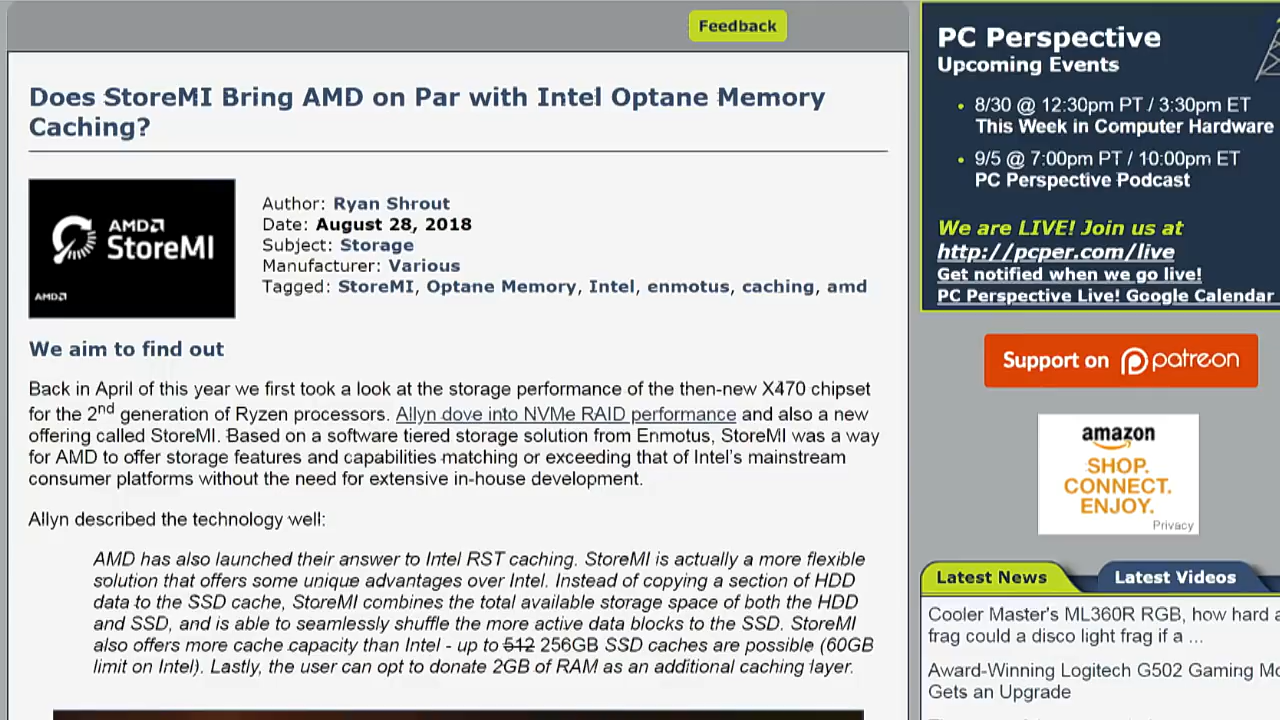 Feedback
Does StoreMI Bring AMD on Par with Intel Optane Memory
Caching?
AMD
StoreMI
AMD
Author: Ryan Shrout
Date: August 28, 2018
Subject: Storage
Manufacturer: Various
Tagged: StoreMI, Optane Memory, Intel, enmotus, caching, amd
We aim to find out
Back in April of this year we first took a look at the storage performance of the then-new X470 chipset
for the 2nd generation of Ryzen processors. Allyn dove into NVMe RAID performance and also a new
offering called StoreMI. Based on a software tiered storage solution from Enmotus, StoreMI was a way
for AMD to offer storage features and capabilities matching or exceeding that of Intel's mainstream
consumer platforms without the need for extensive in-house development.
Allyn described the technology well:
AMD has also launched their answer to Intel RST caching. StoreMI is actually a more flexible
solution that offers some unique advantages over Intel. Instead of copying a section of HDD
data to the SSD cache, StoreMI combines the total available storage space of both the HDD
and SSD, and is able to seamlessly shuffle the more active data blocks to the SSD. StoreMI
also offers more cache capacity than Intel - up to 512 256GB SSD caches are possible (60GB
limit on Intel). Lastly, the user can opt to donate 2GB of RAM as an additional caching layer.
PC Perspective
Upcoming Events
8/30 @ 12:30pm PT / 3:30pm ET
This Week in Computer Hardware
9/5 @ 7:00pm PT / 10:00pm ET
PC Perspective Podcast
We are LIVE! Join us at
http://pcper.com/live
Get notified when we go live!
PC Perspective Live! Google Calendar
Support on patreon
amazon
SHOP.
CONNECT.
ENJOY.
Privacy
Latest News
Latest Videos
Cooler Master's ML360R RGB, how hard a
frag could a disco light frag if a ...
Award-Winning Logitech G502 Gaming Mo
Gets an Upgrade